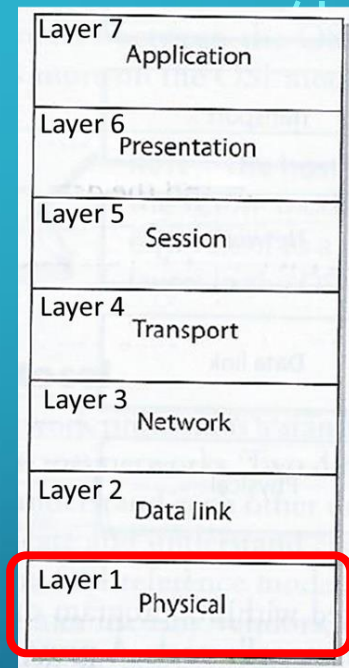 Layer 7
Application
Layer 6
Presentation
Layer 5
Session
Layer 4
Transport
Layer 3
Network
Layer 2
Data link
Layer 1
Physical